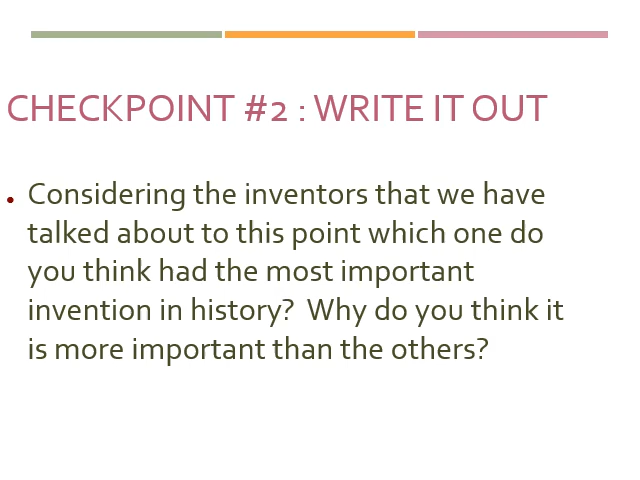 CHECKPOINT #2 : WRITE IT OUT
• Considering the inventors that we have
talked about to this point which one do
you think had the most important
invention in history?  Why do you think it
is more important than the others?